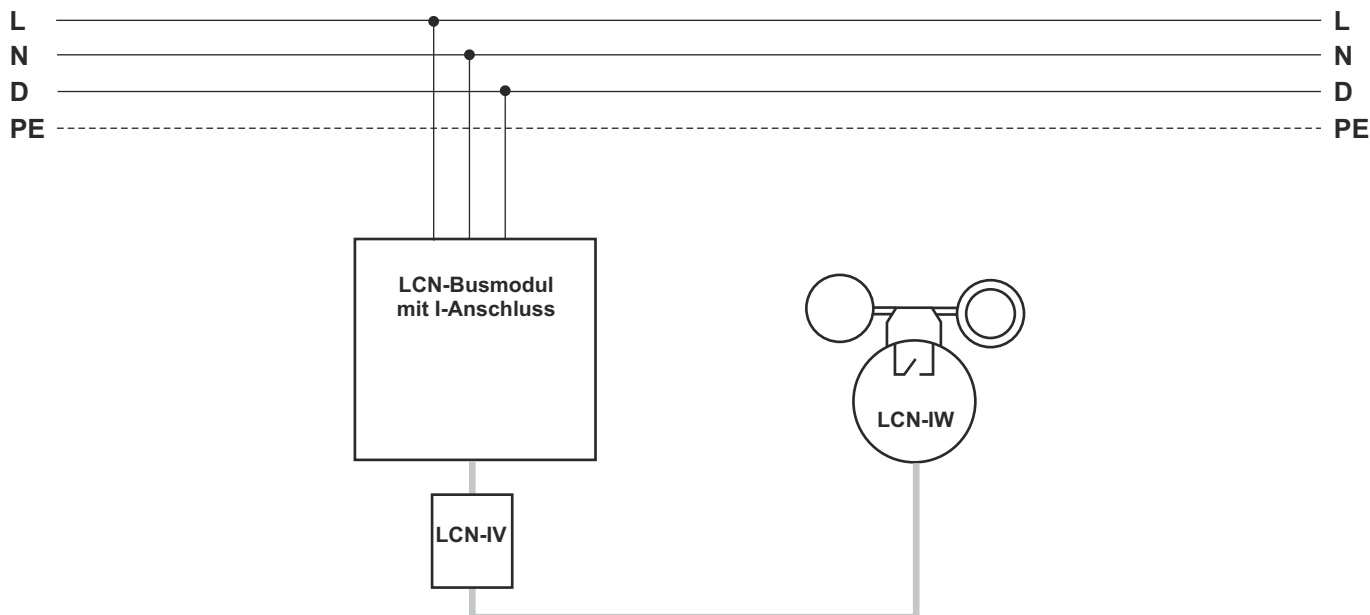 L L
N N
D D
PE PE
LCN-Busmodul
mit I-Anschluss
LCN-IW
LCN-IV